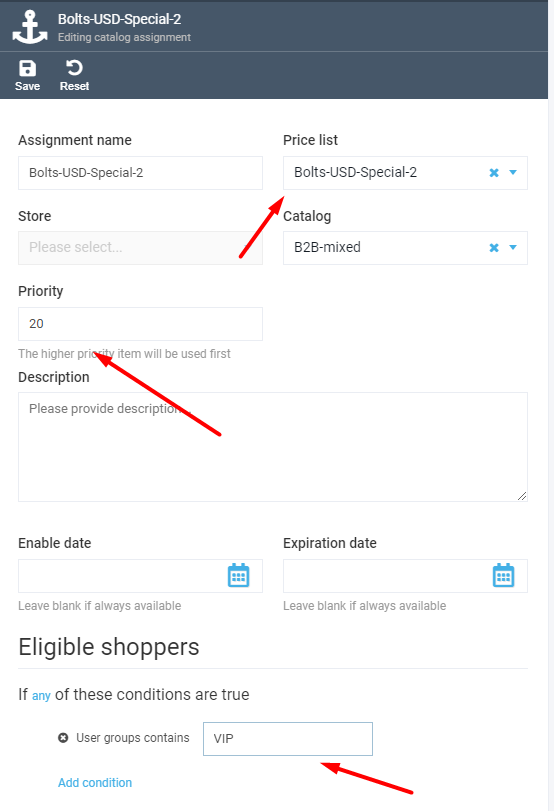 Bolts-USD-Special-2
Editing catalog assignment
Save Reset
Assignment name Price list
Bolts-USD-Special-2 Bolts-USD-Special-2
Store Catalog
Please select... B2B-mixed
Priority
20
The higher priority item will be used first
Description
Please provide description...
Enable date Expiration date
Leave blank if always available Leave blank if always available
Eligible shoppers
If any of these conditions are true
User groups contains VIP
Add condition